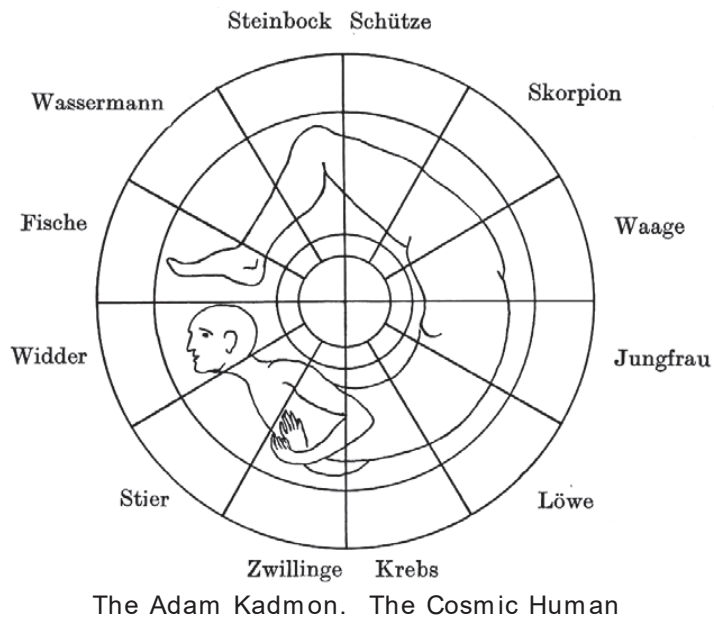 Steinbock Schütze
Wassermann
Skorpion
Fische
Waage
Widder
Jungfrau
Stier
Löwe
Zwillinge Krebs
The Adam Kadmon. The Cosmic Human